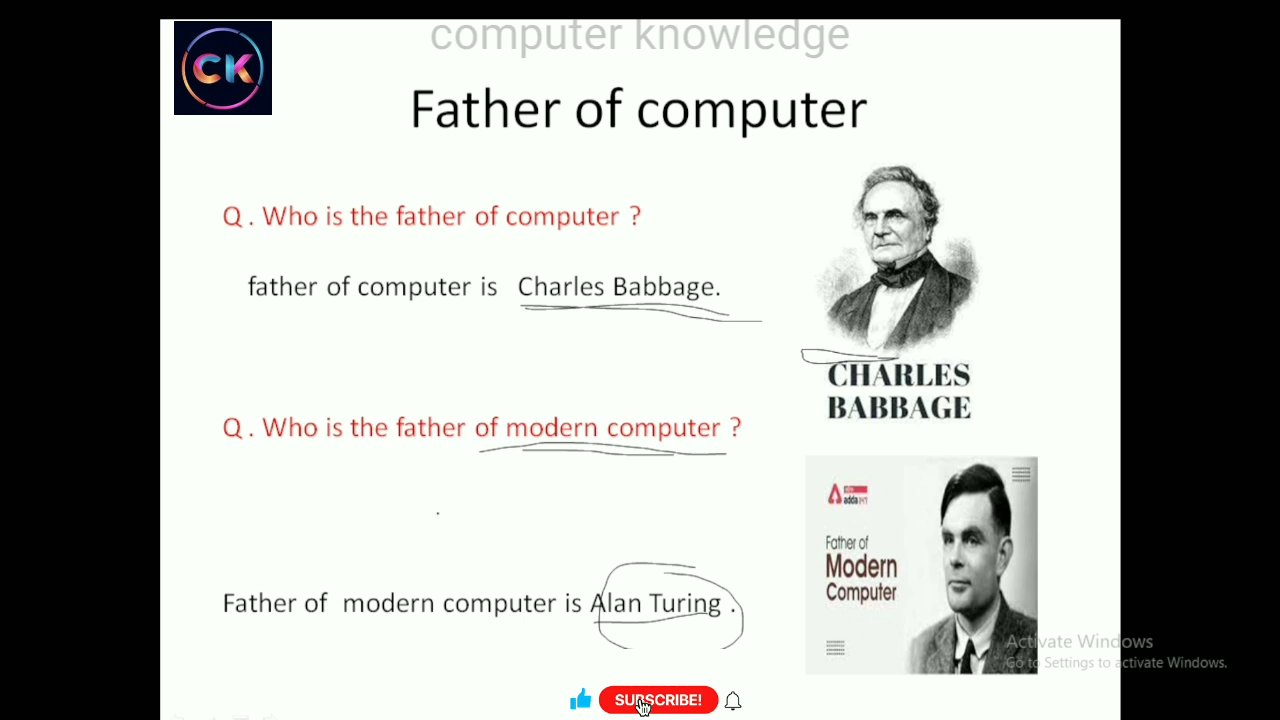 computer knowledge
CK
Father of computer
Q . Who is the father of computer ?
father of computer is Charles Babbage.
CHARLES
BABBAGE
Q . Who is the father of modern computer ?
adda247
Father of
Modern
Computer
Father of modern computer is Alan Turing .
Activate Windows
Go to Settings to activate Windows.
SUBSCRIBE!